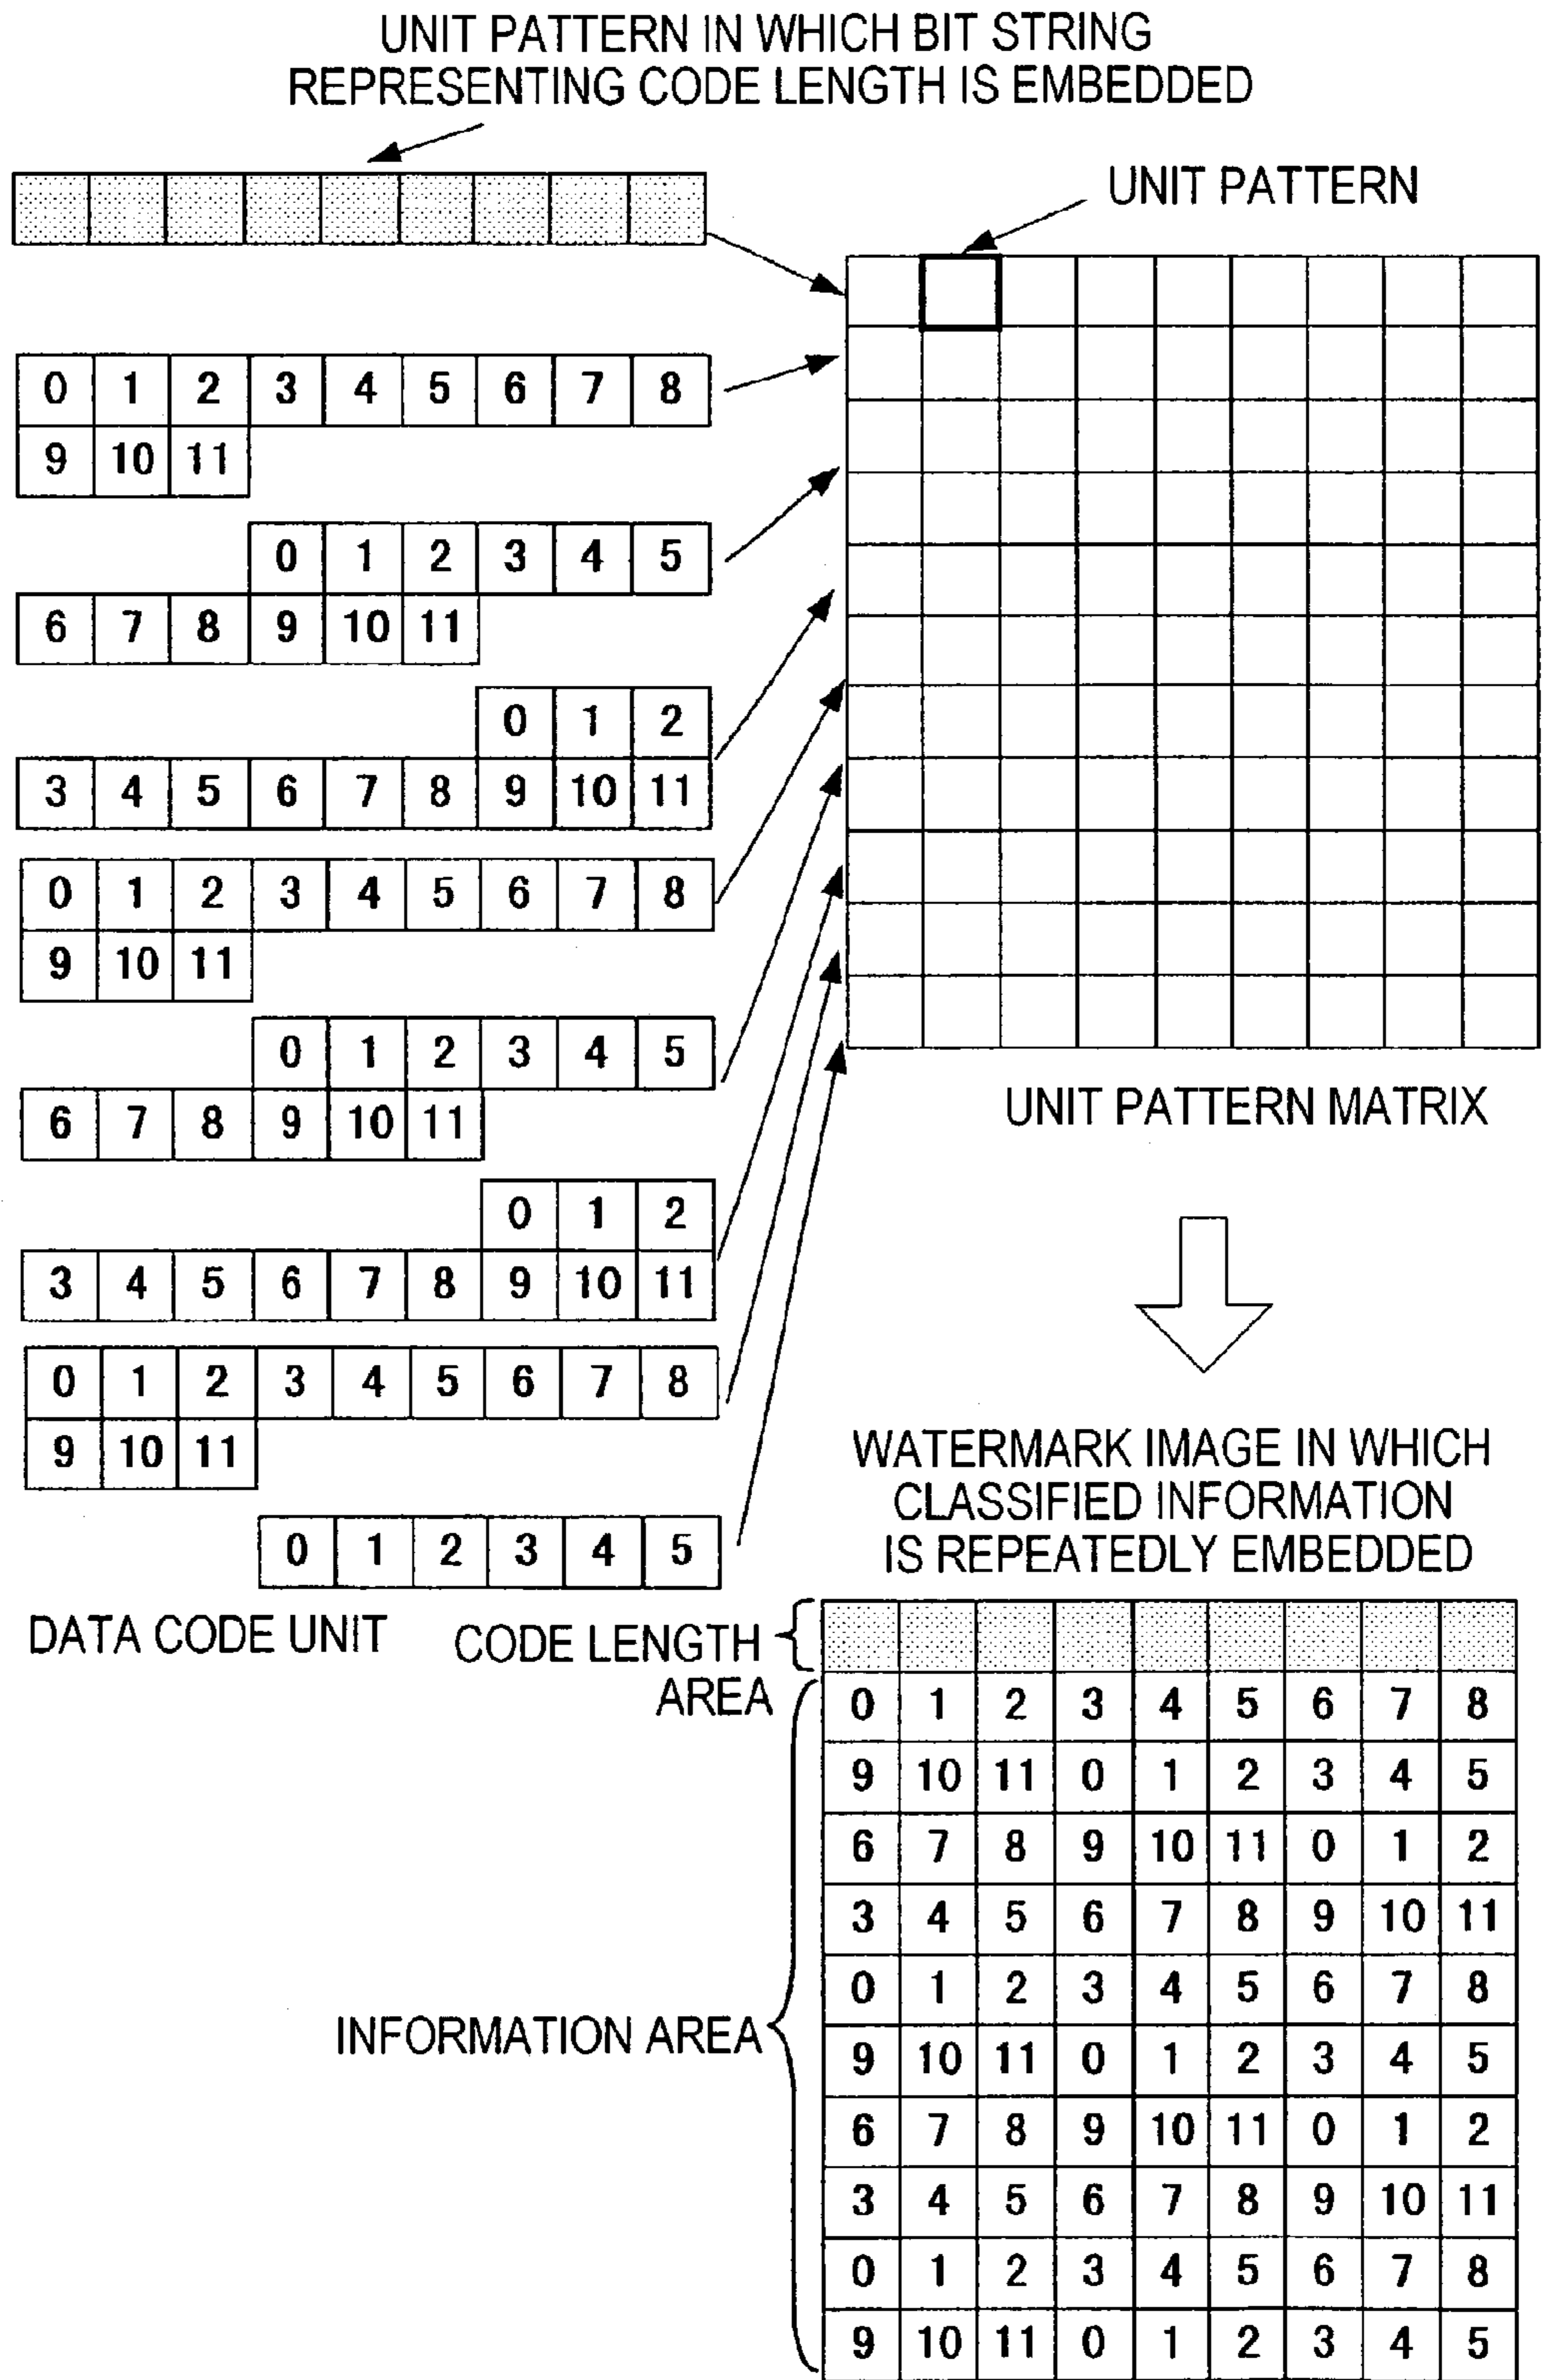 UNIT PATTERN IN WHICH BIT STRING
REPRESENTING CODE LENGTH IS EMBEDDED
UNIT PATTERN
0 1 2 3 4 5 6 7 8
9 10 11
0 1 2 3 4 5
6 7 8 9 10 11
0 1 2
3 4 5 6 7 8 9 10 11
0 1 2 3 4 5 6 7 8
9 10 11
0 1 2 3 4 5
6 7 8 9 10 11
0 1 2
3 4 5 6 7 8 9 10 11
0 1 2 3 4 5 6 7 8
9 10 11
0 1 2 3 4 5
DATA CODE UNIT
UNIT PATTERN MATRIX
WATERMARK IMAGE IN WHICH
CLASSIFIED INFORMATION
IS REPEATEDLY EMBEDDED
CODE LENGTH
AREA
INFORMATION AREA
0 1 2 3 4 5 6 7 8
9 10 11 0 1 2 3 4 5
6 7 8 9 10 11 0 1 2
3 4 5 6 7 8 9 10 11
0 1 2 3 4 5 6 7 8
9 10 11 0 1 2 3 4 5
6 7 8 9 10 11 0 1 2
3 4 5 6 7 8 9 10 11
0 1 2 3 4 5 6 7 8
9 10 11 0 1 2 3 4 5